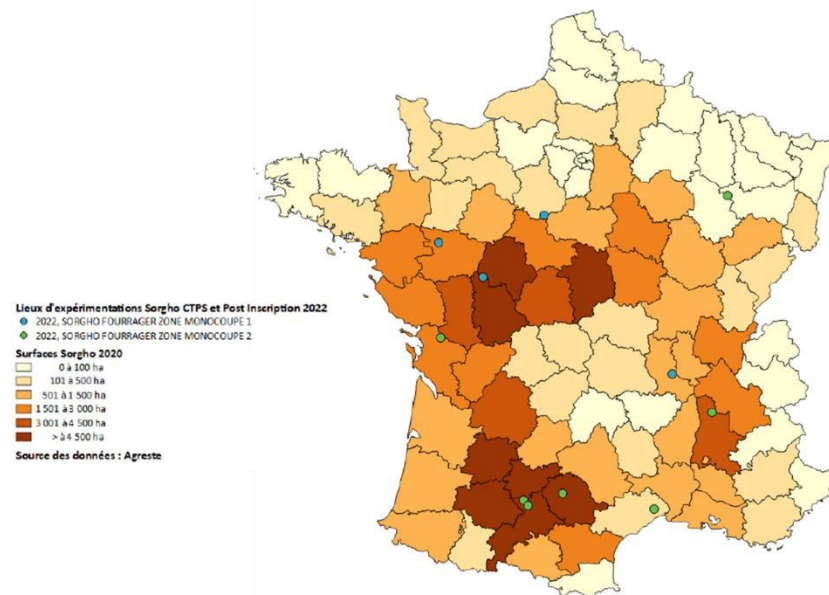 Lieux d'expérimentations Sorgho CTPS et Post Inscription 2022
2022, SORGHO FOURRAGER ZONE MONOCOUPE 1
2022, SORGHO FOURRAGER ZONE MONOCOUPE 2
Surfaces Sorgho 2020
0 à 100 ha
101 à 500 ha
501 à 1 500 ha
1 501 à 3 000 ha
3 001 à 4 500 ha
> à 4 500 ha
Source des données : Agreste